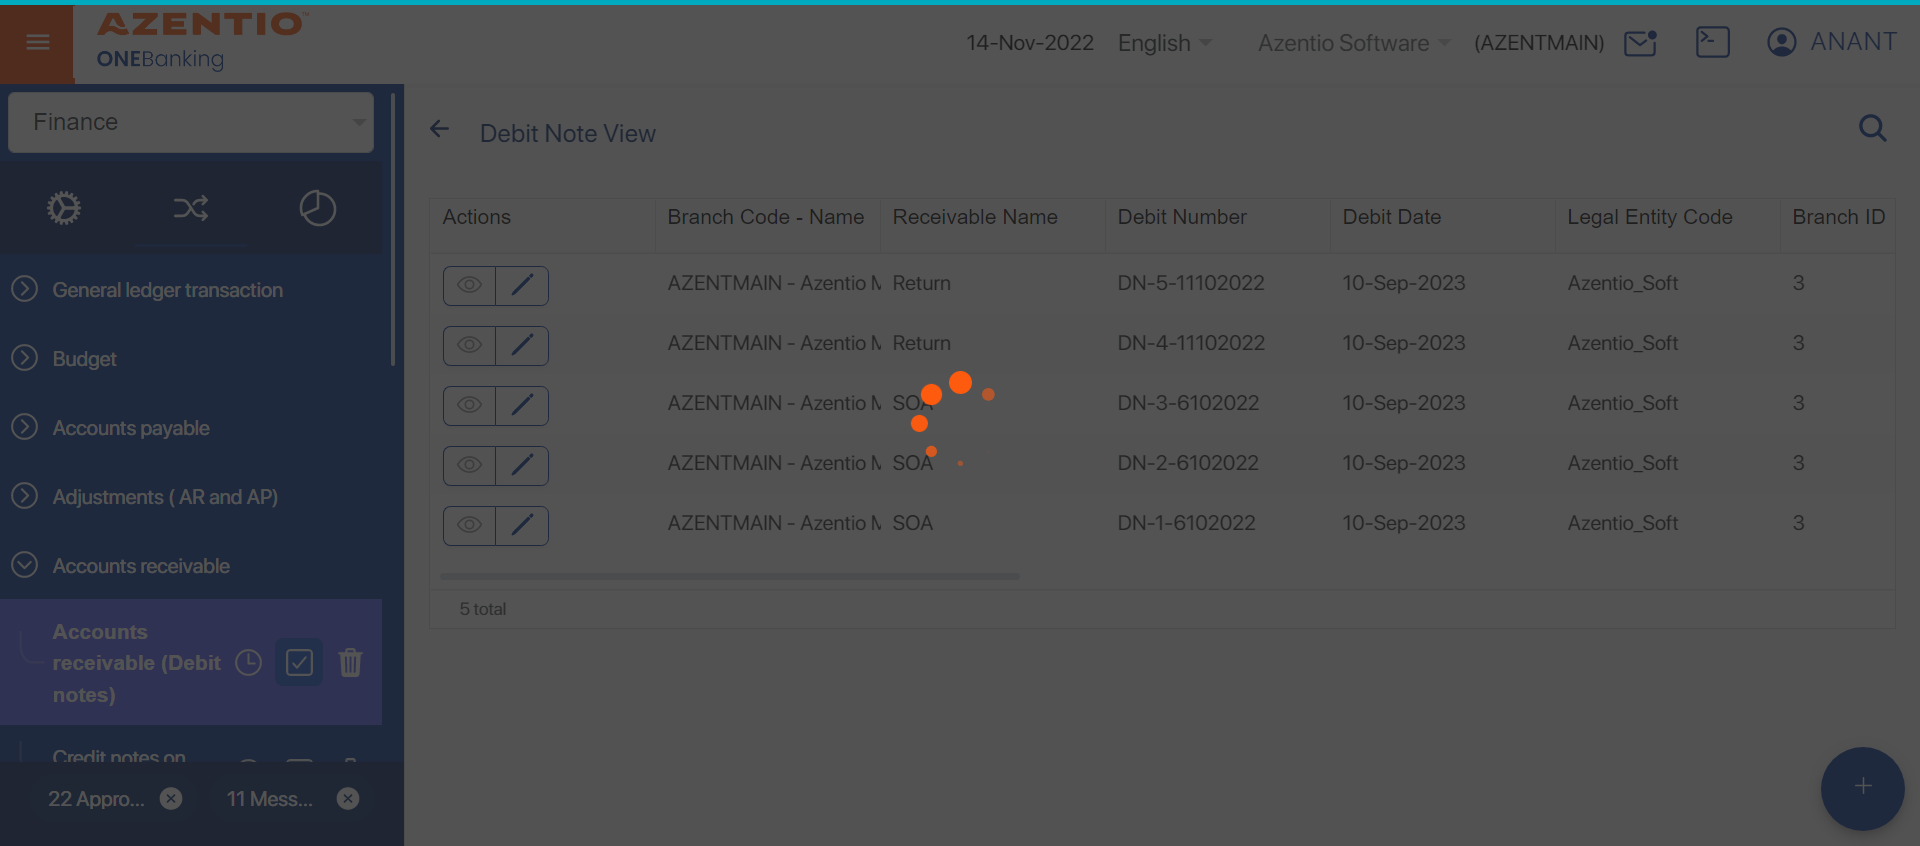 AZENTIO™
ONEBanking
14-Nov-2022 English Azentio Software (AZENTMAIN) ANANT
Finance
Debit Note View
Actions Branch Code - Name Receivable Name Debit Number Debit Date Legal Entity Code Branch ID
AZENTMAIN - Azentio M Return DN-5-11102022 10-Sep-2023 Azentio_Soft 3
AZENTMAIN - Azentio M Return DN-4-11102022 10-Sep-2023 Azentio_Soft 3
AZENTMAIN - Azentio M SOA DN-3-6102022 10-Sep-2023 Azentio_Soft 3
AZENTMAIN - Azentio M SOA DN-2-6102022 10-Sep-2023 Azentio_Soft 3
AZENTMAIN - Azentio M SOA DN-1-6102022 10-Sep-2023 Azentio_Soft 3
5 total
General ledger transaction
Budget
Accounts payable
Adjustments ( AR and AP)
Accounts receivable
Accounts
receivable (Debit
notes)
Credit notes on
22 Appro... 11 Mess...